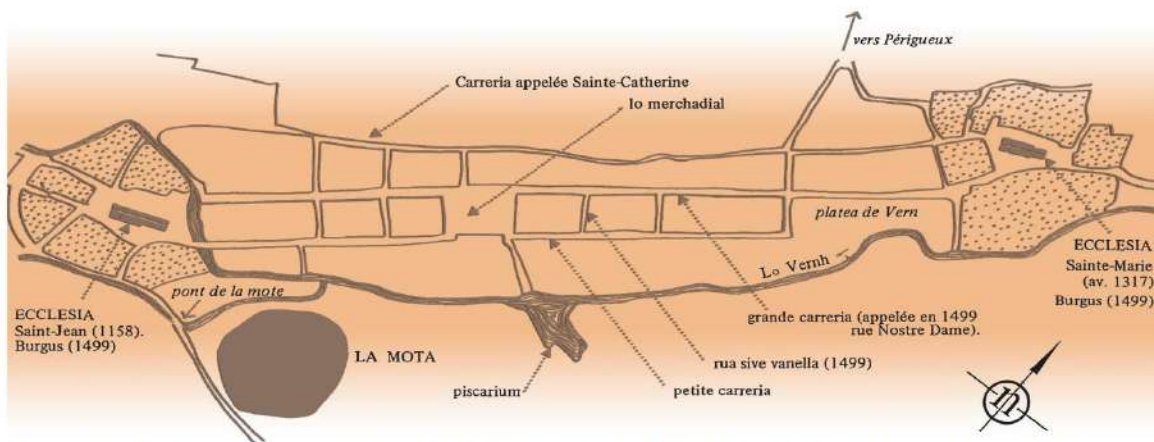 vers Périgueux
Carreria appelée Sainte-Catherine
lo merchadial
platea de Vern
Lo Vernh
ECCLESIA
Sainte-Marie
(av. 1317)
Burgus (1499)
pont de la mote
ECCLESIA
Saint-Jean (1158).
Burgus (1499)
LA MOTA
grande carreria (appelée en 1499
rue Nostre Dame).
rua sive vanella (1499)
piscarium
petite carreria
n